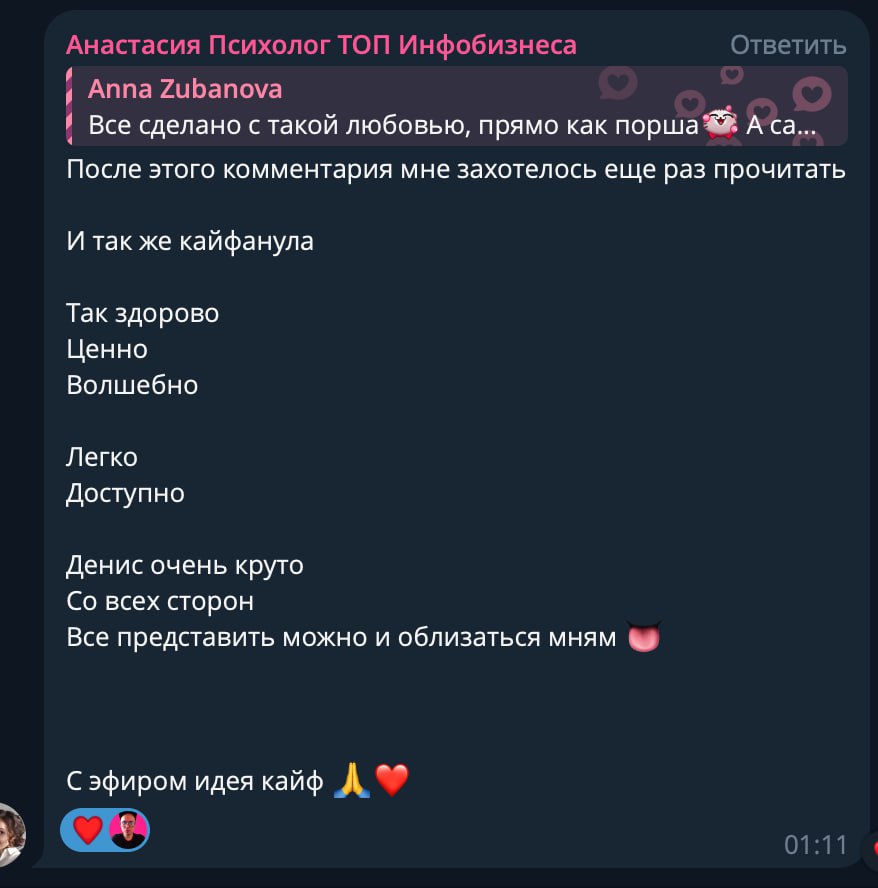 Анастасия Психолог ТОП Инфобизнеса Ответить
Anna Zubanova
Все сделано с такой любовью, прямо как порша А са...
После этого комментария мне захотелось еще раз прочитать
И так же кайфанула
Так здорово
Ценно
Волшебно
Легко
Доступно
Денис очень круто
Со всех сторон
Все представить можно и облизаться мням 👅
С эфиром идея кайф 🙏❤️
01:11